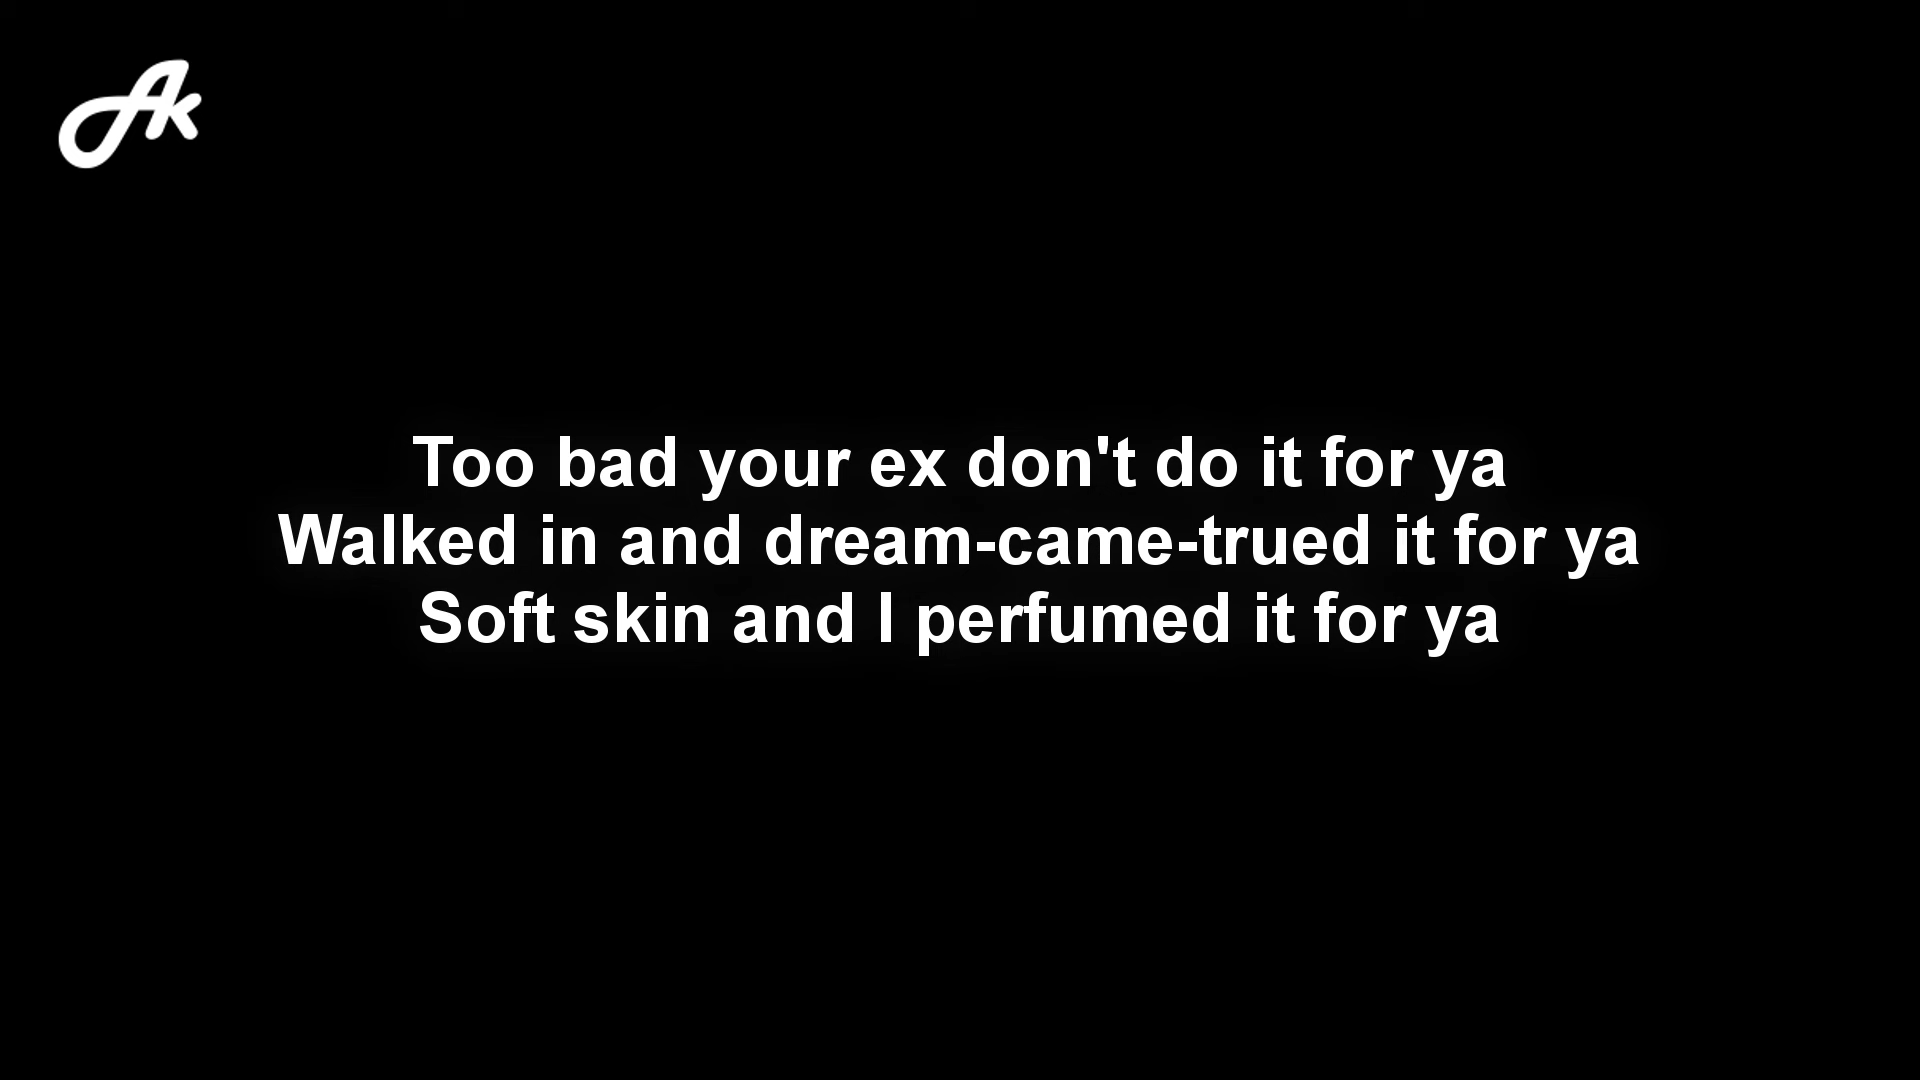 Ak
Too bad your ex don't do it for ya
Walked in and dream-came-trued it for ya
Soft skin and I perfumed it for ya